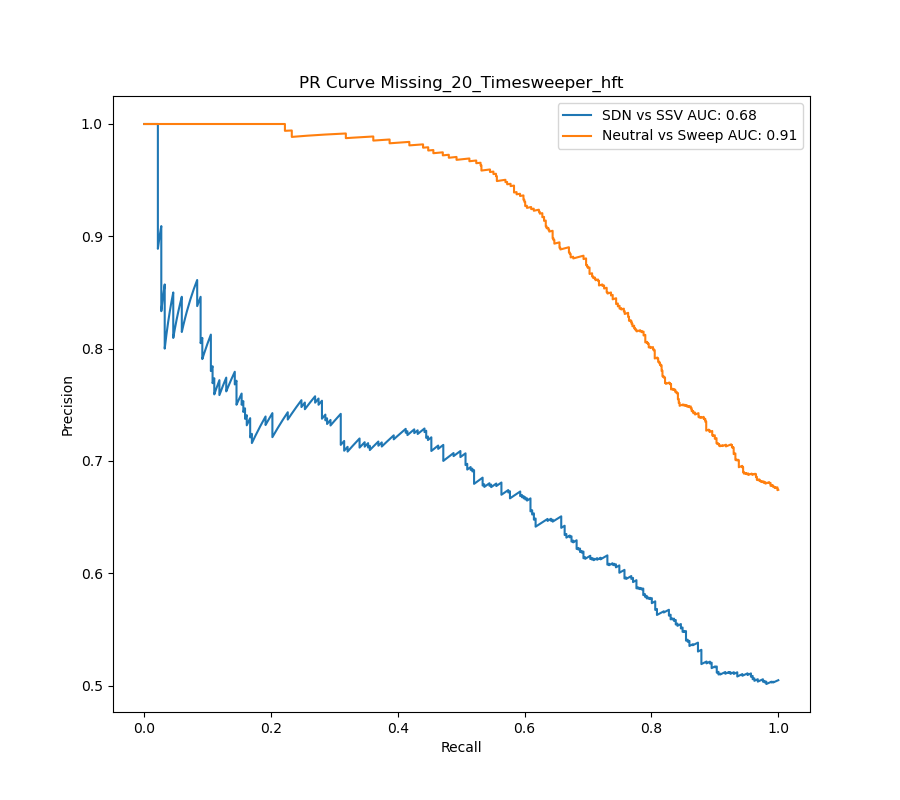 PR Curve Missing_20_Timesweeper_hft
SDN vs SSV AUC: 0.68
Neutral vs Sweep AUC: 0.91
1.0
0.9
0.8
0.7
0.6
0.5
Precision
0.0 0.2 0.4 0.6 0.8 1.0
Recall